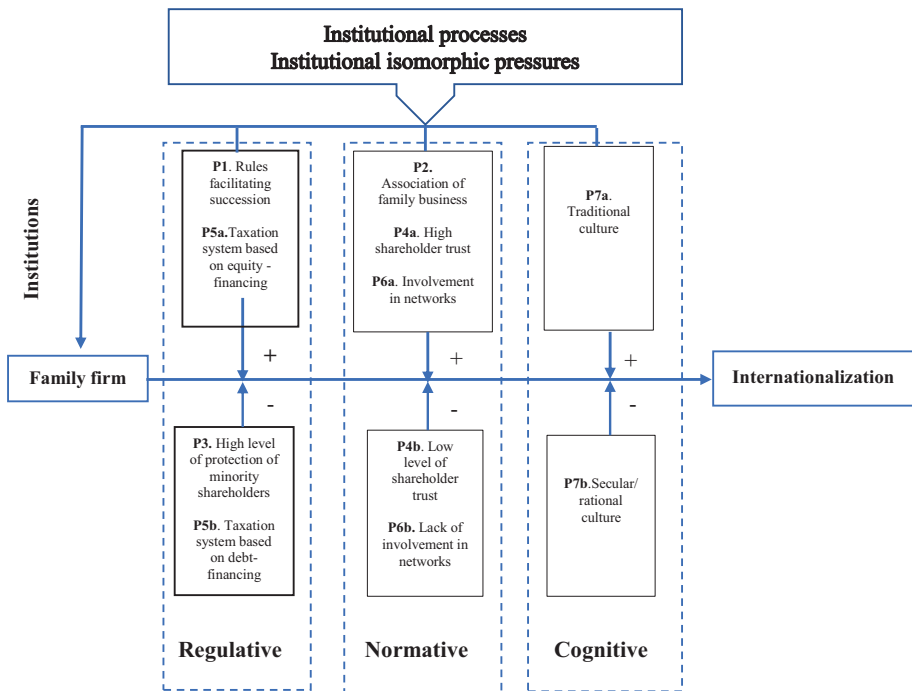 Institutional processes
Institutional isomorphic pressures
Institutions
P1. Rules
facilitating
succession
P5a.Taxation
system based
on equity -
financing
P2.
Association of
family business
P4a. High
shareholder trust
P6a. Involvement
in networks
P7a.
Traditional
culture
+
+
+
Family firm
Internationalization
-
-
-
P3. High level
of protection of
minority
shareholders
P5b. Taxation
system based
on debt-
financing
P4b. Low
level of
shareholder
trust
P6b. Lack of
involvement in
networks
P7b.Secular/
rational
culture
Regulative
Normative
Cognitive